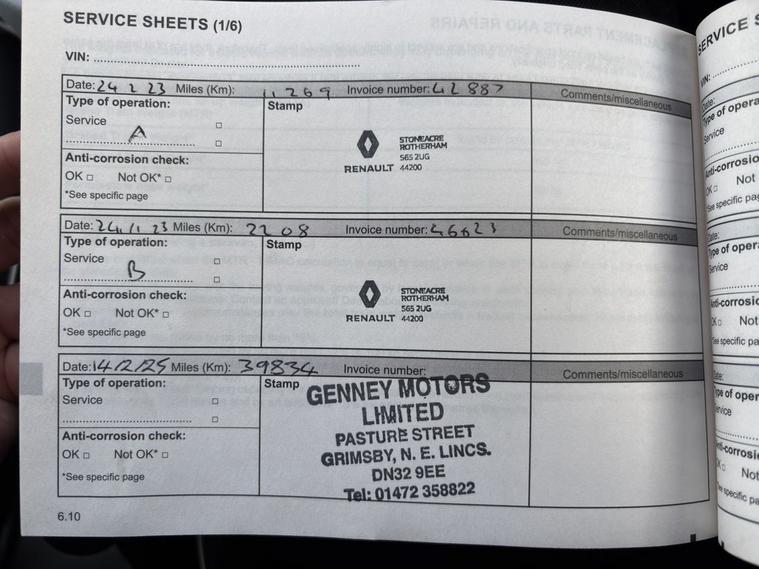 SERVICE SHEETS (1/6)
VIN:
Date: 24 2 23 Miles (Km): 11269 Invoice number: 42887 Comments/miscellaneous
Type of operation: Stamp
Service
A
STONEACRE
ROTHERHAM
S65 2UG
RENAULT 44200
Anti-corrosion check:
OK □ Not OK* □
*See specific page
Date: 24/1 23 Miles (Km): 2208 Invoice number: 46623 Comments/miscellaneous
Type of operation: Stamp
Service
B
STONEACRE
ROTHERHAM
S65 2UG
RENAULT 44200
Anti-corrosion check:
OK □ Not OK* □
*See specific page
Date: 14/2/25 Miles (Km): 39834 Invoice number: Comments/miscellaneous
Type of operation: Stamp
Service
GENNEY MOTORS
LIMITED
PASTURE STREET
GRIMSBY, N. E. LINCS.
DN32 9EE
Tel: 01472 358822
Anti-corrosion check:
OK □ Not OK* □
*See specific page
6.10
SERVICE S
VIN:
Date:
Type of opera
Service